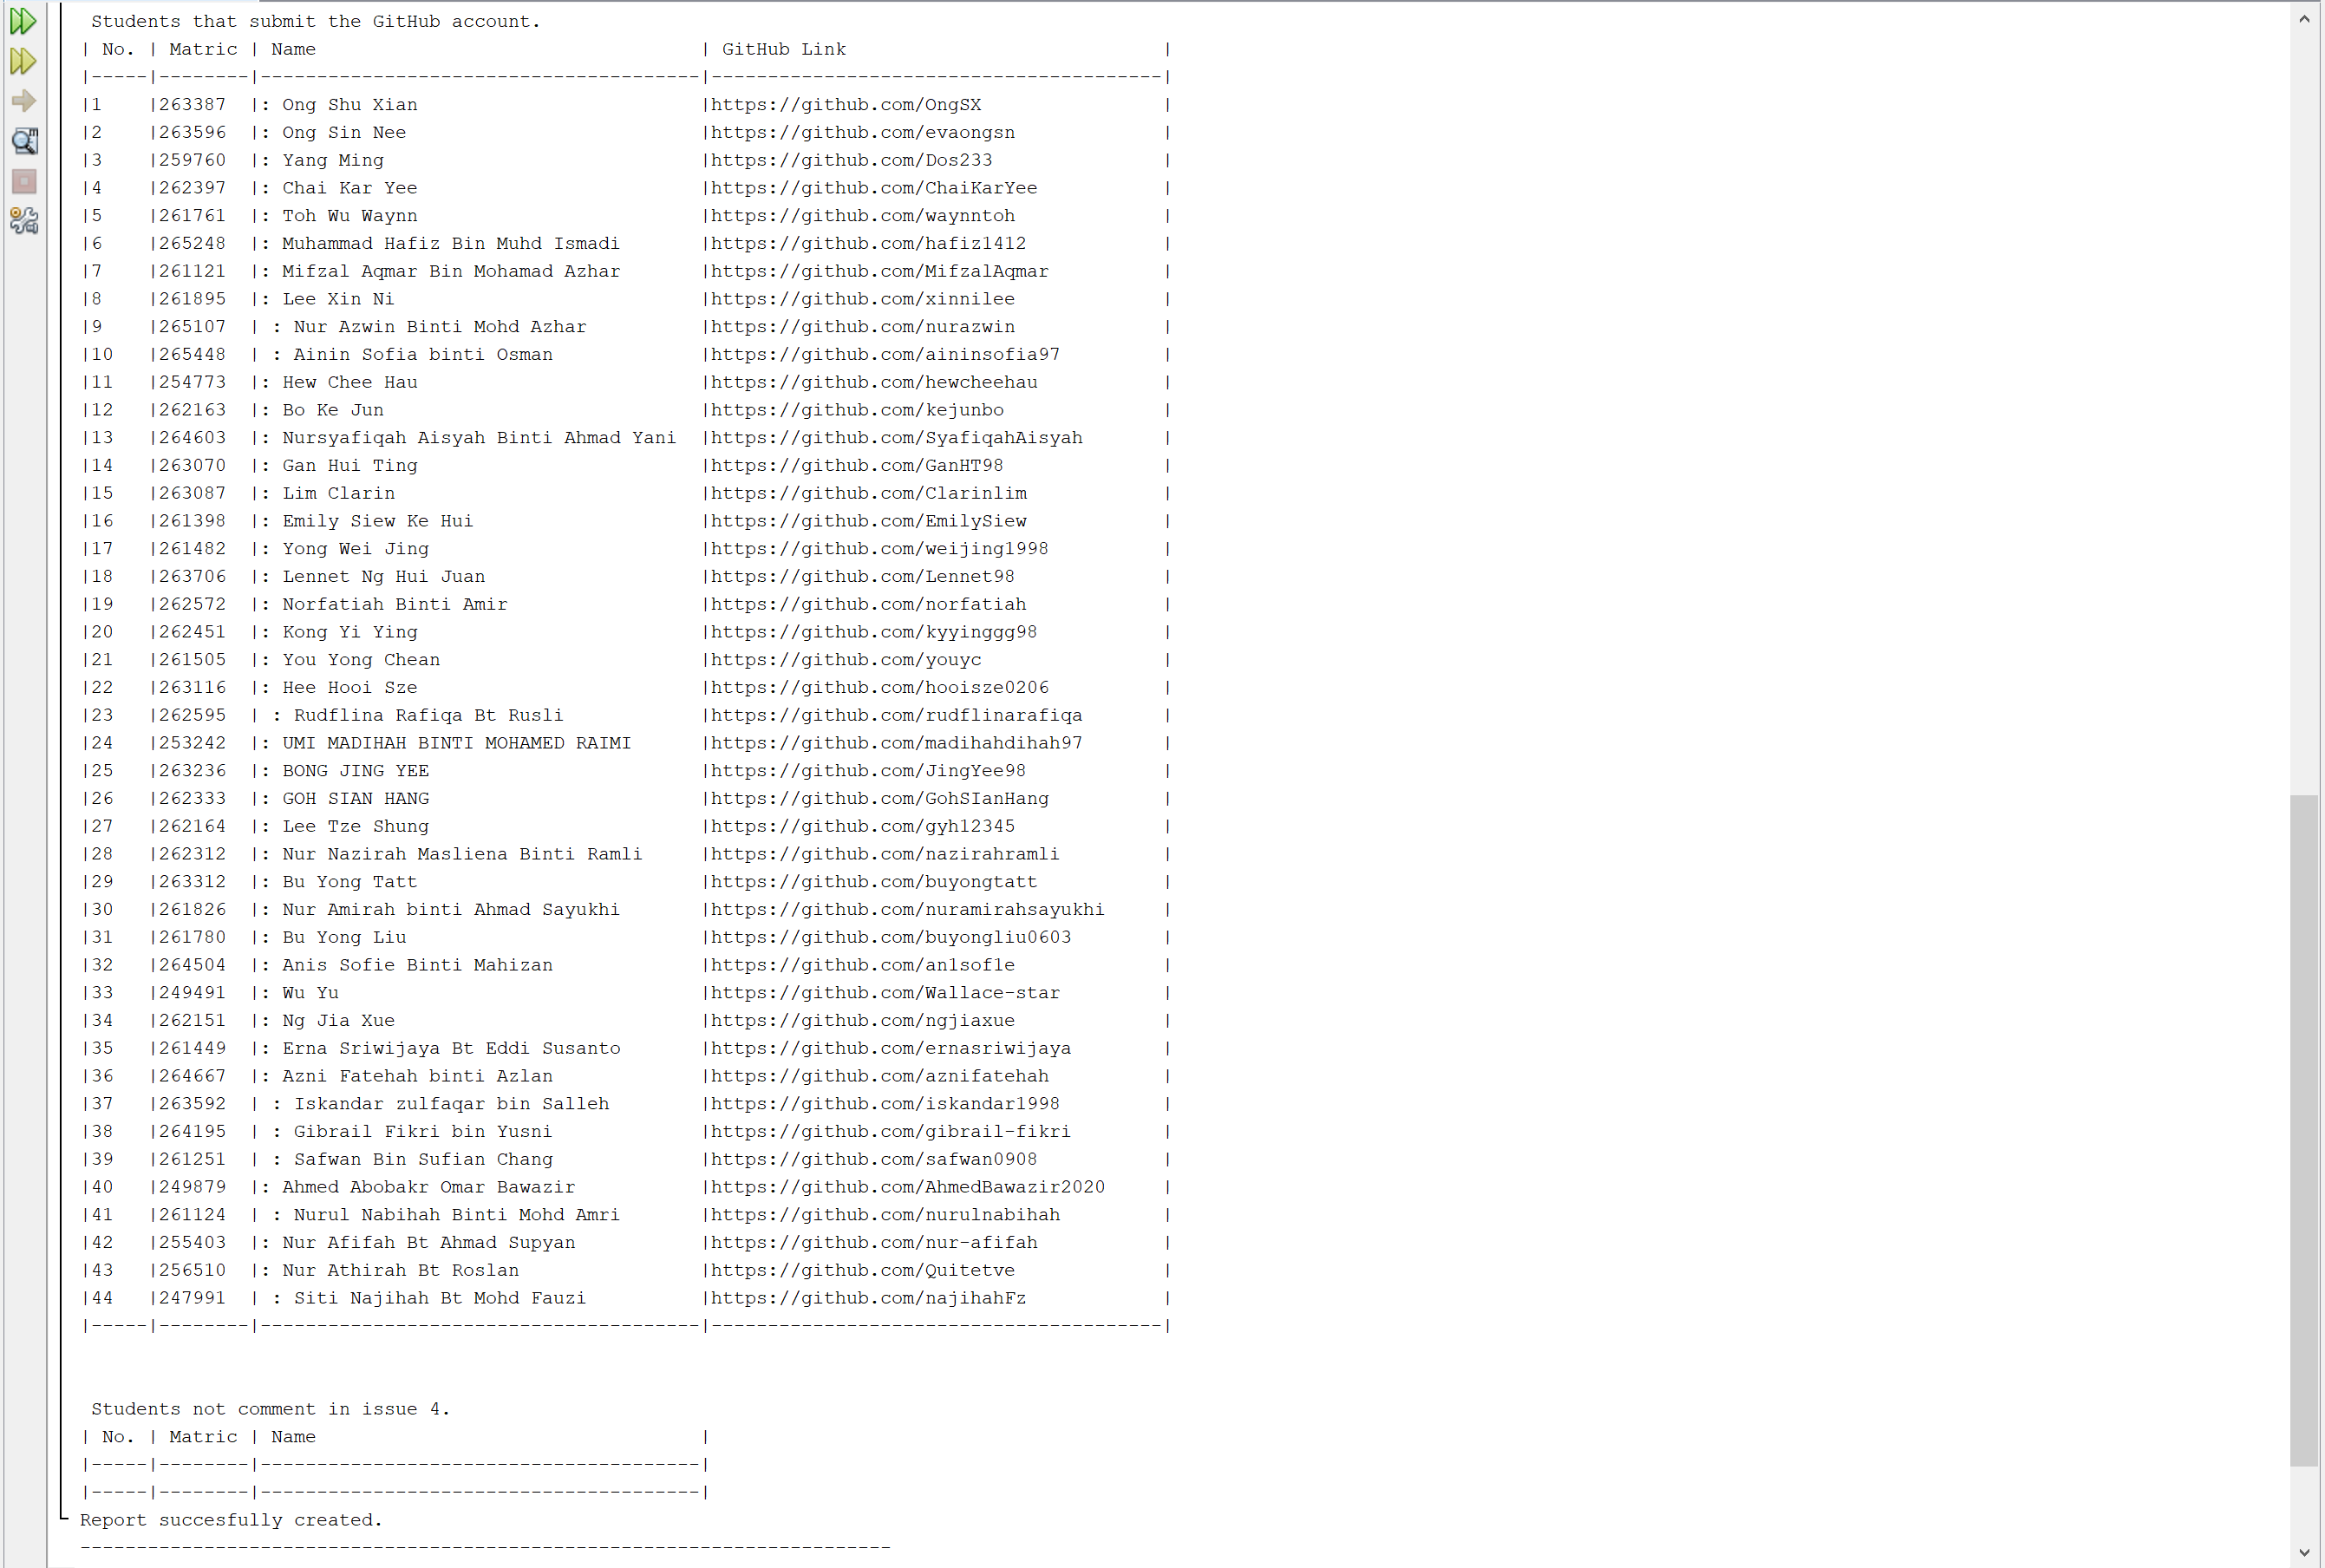 Students that submit the GitHub account.
| No. | Matric | Name                                  | GitHub Link                            |
|-----|--------|---------------------------------------|----------------------------------------|
|1    |263387  |: Ong Shu Xian                         |https://github.com/OngSX                |
|2    |263596  |: Ong Sin Nee                          |https://github.com/evaongsn             |
|3    |259760  |: Yang Ming                            |https://github.com/Dos233               |
|4    |262397  |: Chai Kar Yee                         |https://github.com/ChaiKarYee           |
|5    |261761  |: Toh Wu Waynn                         |https://github.com/waynntoh             |
|6    |265248  |: Muhammad Hafiz Bin Muhd Ismadi       |https://github.com/hafiz1412            |
|7    |261121  |: Mifzal Aqmar Bin Mohamad Azhar       |https://github.com/MifzalAqmar          |
|8    |261895  |: Lee Xin Ni                           |https://github.com/xinnilee             |
|9    |265107  | : Nur Azwin Binti Mohd Azhar          |https://github.com/nurazwin             |
|10   |265448  | : Ainin Sofia binti Osman             |https://github.com/aininsofia97         |
|11   |254773  |: Hew Chee Hau                         |https://github.com/hewcheehau           |
|12   |262163  |: Bo Ke Jun                            |https://github.com/kejunbo              |
|13   |264603  |: Nursyafiqah Aisyah Binti Ahmad Yani  |https://github.com/SyafiqahAisyah       |
|14   |263070  |: Gan Hui Ting                         |https://github.com/GanHT98              |
|15   |263087  |: Lim Clarin                           |https://github.com/Clarinlim            |
|16   |261398  |: Emily Siew Ke Hui                    |https://github.com/EmilySiew            |
|17   |261482  |: Yong Wei Jing                        |https://github.com/weijing1998          |
|18   |263706  |: Lennet Ng Hui Juan                   |https://github.com/Lennet98             |
|19   |262572  |: Norfatiah Binti Amir                 |https://github.com/norfatiah            |
|20   |262451  |: Kong Yi Ying                         |https://github.com/kyyinggg98           |
|21   |261505  |: You Yong Chean                       |https://github.com/youyc                |
|22   |263116  |: Hee Hooi Sze                         |https://github.com/hooisze0206          |
|23   |262595  | : Rudflina Rafiqa Bt Rusli            |https://github.com/rudflinarafiqa       |
|24   |253242  |: UMI MADIHAH BINTI MOHAMED RAIMI      |https://github.com/madihahdihah97       |
|25   |263236  |: BONG JING YEE                        |https://github.com/JingYee98            |
|26   |262333  |: GOH SIAN HANG                        |https://github.com/GohSIanHang          |
|27   |262164  |: Lee Tze Shung                        |https://github.com/gyh12345             |
|28   |262312  |: Nur Nazirah Masliena Binti Ramli     |https://github.com/nazirahramli         |
|29   |263312  |: Bu Yong Tatt                         |https://github.com/buyongtatt           |
|30   |261826  |: Nur Amirah binti Ahmad Sayukhi       |https://github.com/nuramirahsayukhi     |
|31   |261780  |: Bu Yong Liu                          |https://github.com/buyongliu0603        |
|32   |264504  |: Anis Sofie Binti Mahizan             |https://github.com/an1sof1e             |
|33   |249491  |: Wu Yu                                |https://github.com/Wallace-star         |
|34   |262151  |: Ng Jia Xue                           |https://github.com/ngjiaxue             |
|35   |261449  |: Erna Sriwijaya Bt Eddi Susanto       |https://github.com/ernasriwijaya        |
|36   |264667  |: Azni Fatehah binti Azlan             |https://github.com/aznifatehah          |
|37   |263592  | : Iskandar zulfaqar bin Salleh        |https://github.com/iskandar1998         |
|38   |264195  | : Gibrail Fikri bin Yusni             |https://github.com/gibrail-fikri        |
|39   |261251  | : Safwan Bin Sufian Chang             |https://github.com/safwan0908           |
|40   |249879  |: Ahmed Abobakr Omar Bawazir           |https://github.com/AhmedBawazir2020     |
|41   |261124  | : Nurul Nabihah Binti Mohd Amri       |https://github.com/nurulnabihah         |
|42   |255403  |: Nur Afifah Bt Ahmad Supyan           |https://github.com/nur-afifah           |
|43   |256510  |: Nur Athirah Bt Roslan                |https://github.com/Quitetve             |
|44   |247991  | : Siti Najihah Bt Mohd Fauzi          |https://github.com/najihahFz            |
|-----|--------|---------------------------------------|----------------------------------------|
Students not comment in issue 4.
| No. | Matric | Name                                  |
|-----|--------|---------------------------------------|
|-----|--------|---------------------------------------|
Report succesfully created.
------------------------------------------------------------------------